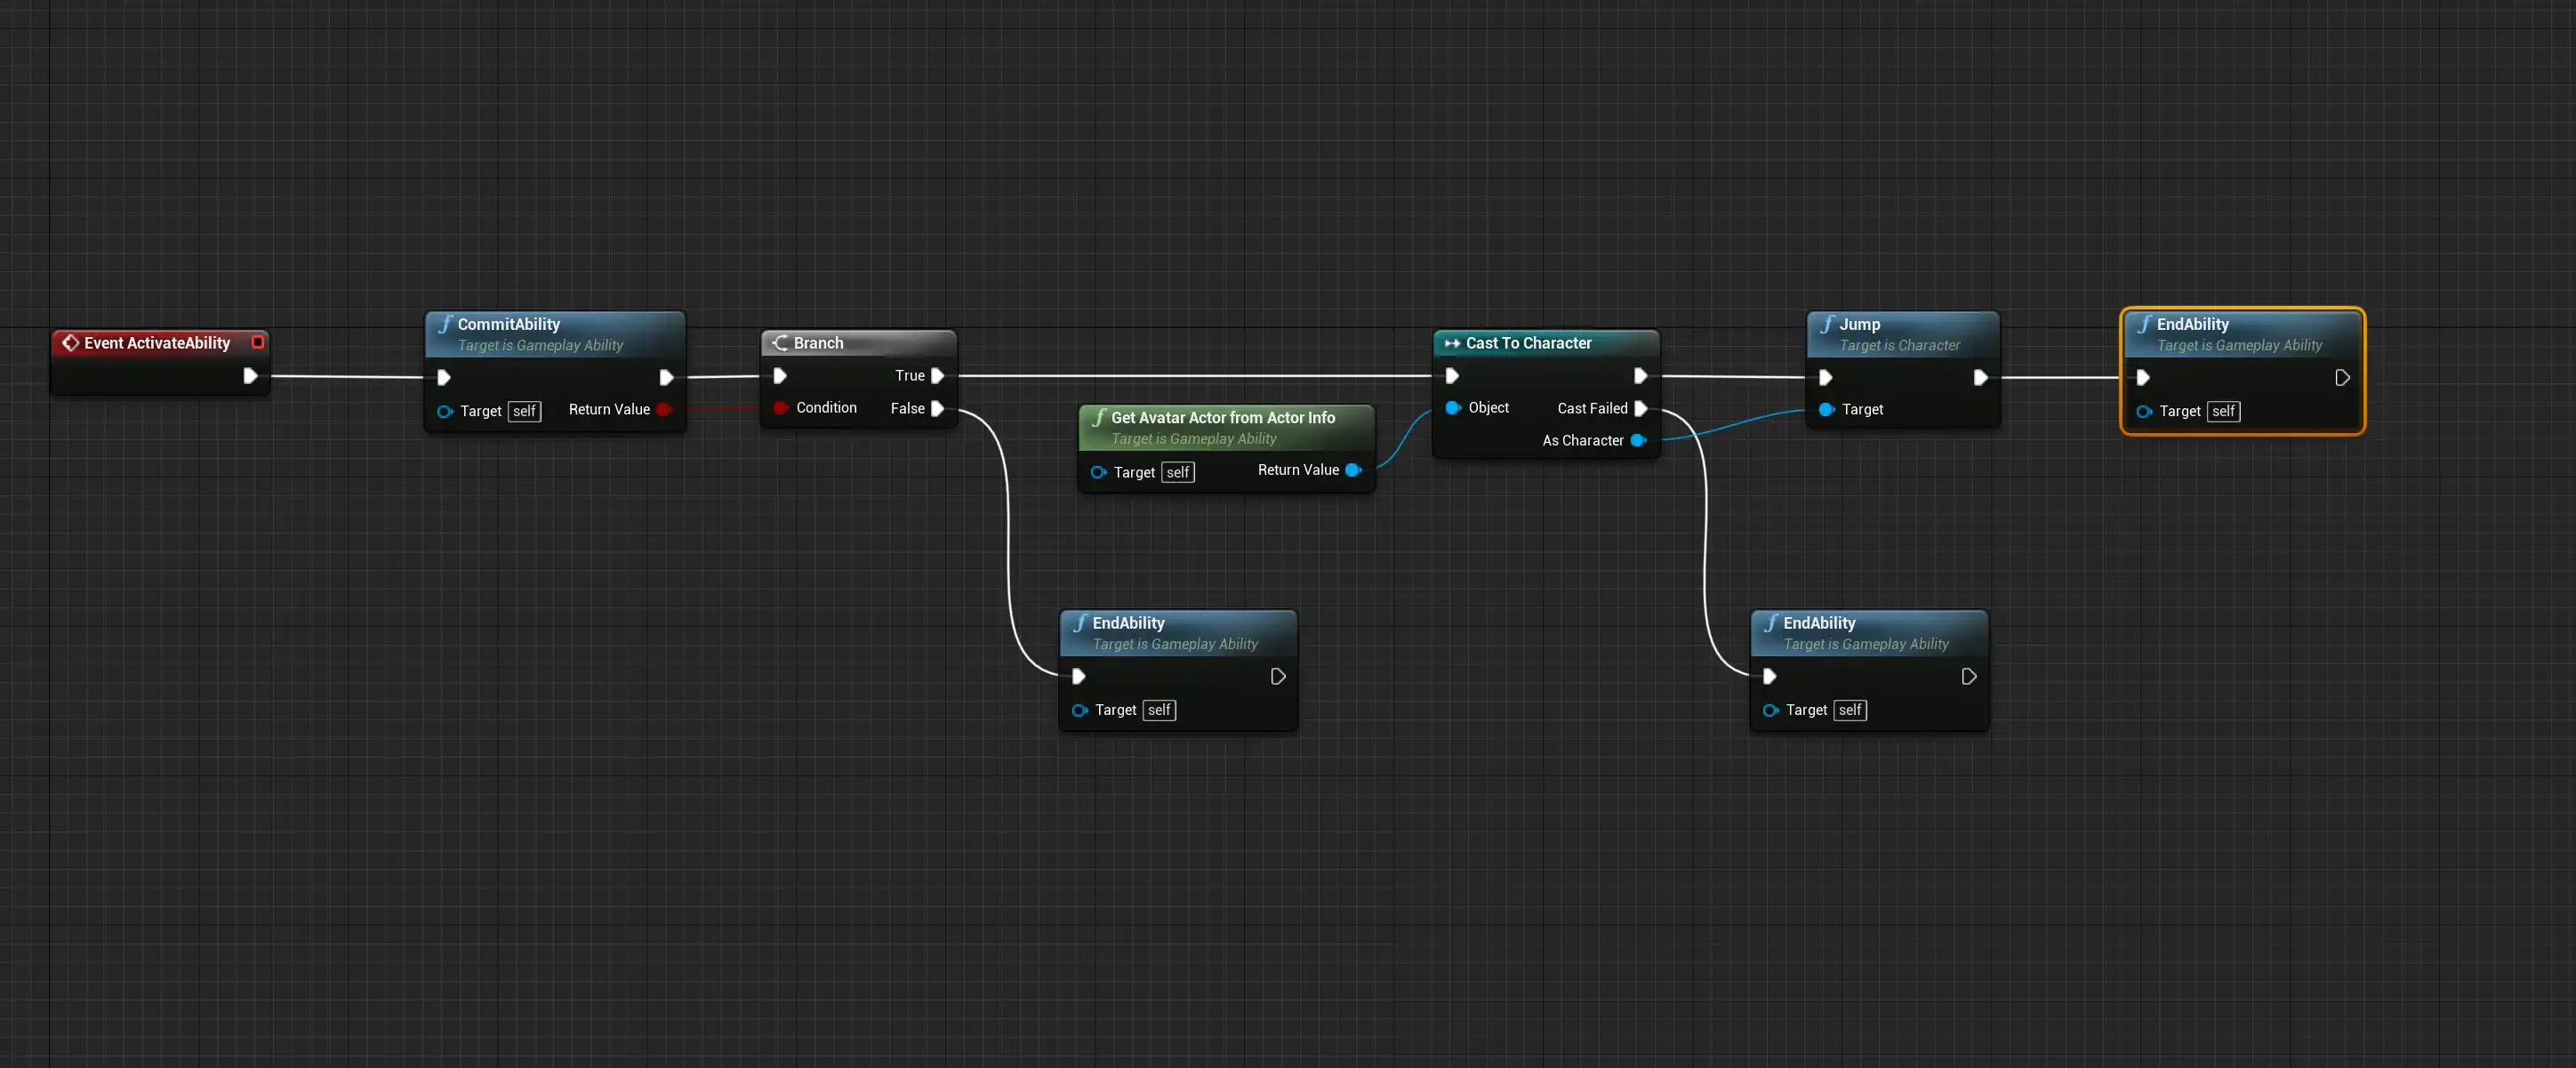 Event ActivateAbility
CommitAbility
Target is Gameplay Ability
Target self
Return Value
Branch
Condition
True
False
Get Avatar Actor from Actor Info
Target is Gameplay Ability
Target self
Return Value
Cast To Character
Object
Cast Failed
As Character
Jump
Target is Character
Target
EndAbility
Target is Gameplay Ability
Target self
EndAbility
Target is Gameplay Ability
Target self
EndAbility
Target is Gameplay Ability
Target self